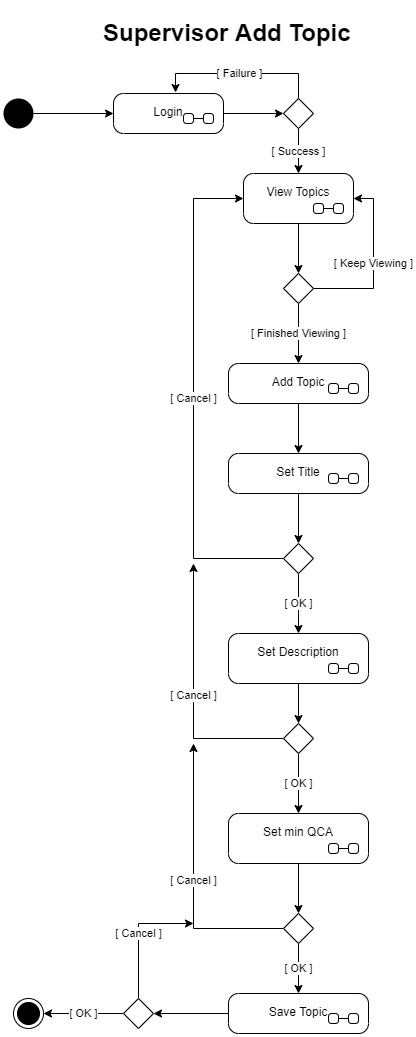 Supervisor Add Topic
[ Failure ]
Login
[ Success ]
View Topics
[ Keep Viewing ]
[ Finished Viewing ]
Add Topic
[ Cancel ]
Set Title
[ OK ]
Set Description
[ Cancel ]
[ OK ]
Set min QCA
[ Cancel ]
[ Cancel ]
[ OK ]
Save Topic
[ OK ]